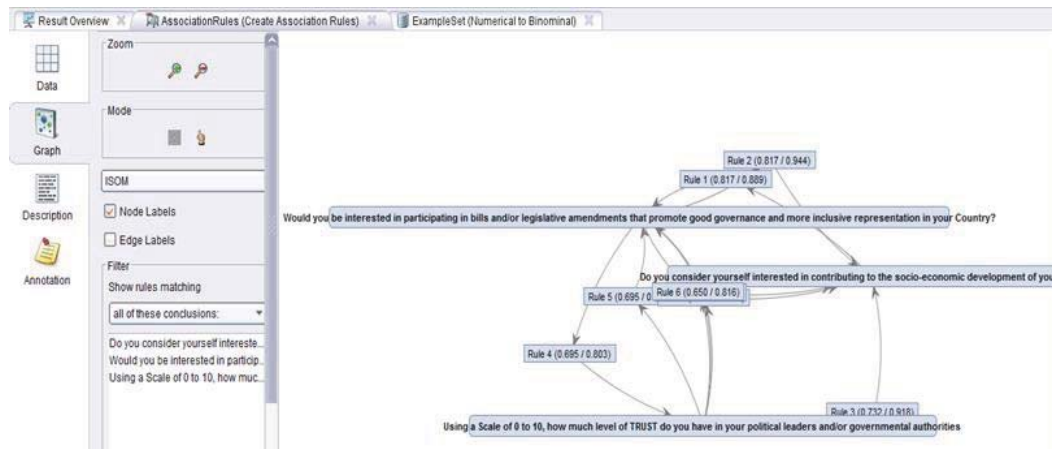 Result Overview
AssociationRules (Create Association Rules)
ExampleSet (Numerical to Binominal)
Data
Graph
Description
Annotation
Zoom
Mode
ISOM
Node Labels
Edge Labels
Filter
Show rules matching
all of these conclusions:
Do you consider yourself intereste...
Would you be interested in particip...
Using a Scale of 0 to 10, how muc...
Rule 2 (0.817 / 0.944)
Rule 1 (0.817 / 0.889)
Would you be interested in participating in bills and/or legislative amendments that promote good governance and more inclusive representation in your Country?
Do you consider yourself interested in contributing to the socio-economic development of you
Rule 5 (0.695 / 0
Rule 6 (0.650 / 0.816)
Rule 4 (0.695 / 0.803)
Rule 3 (0.732 / 0.918)
Using a Scale of 0 to 10, how much level of TRUST do you have in your political leaders and/or governmental authorities